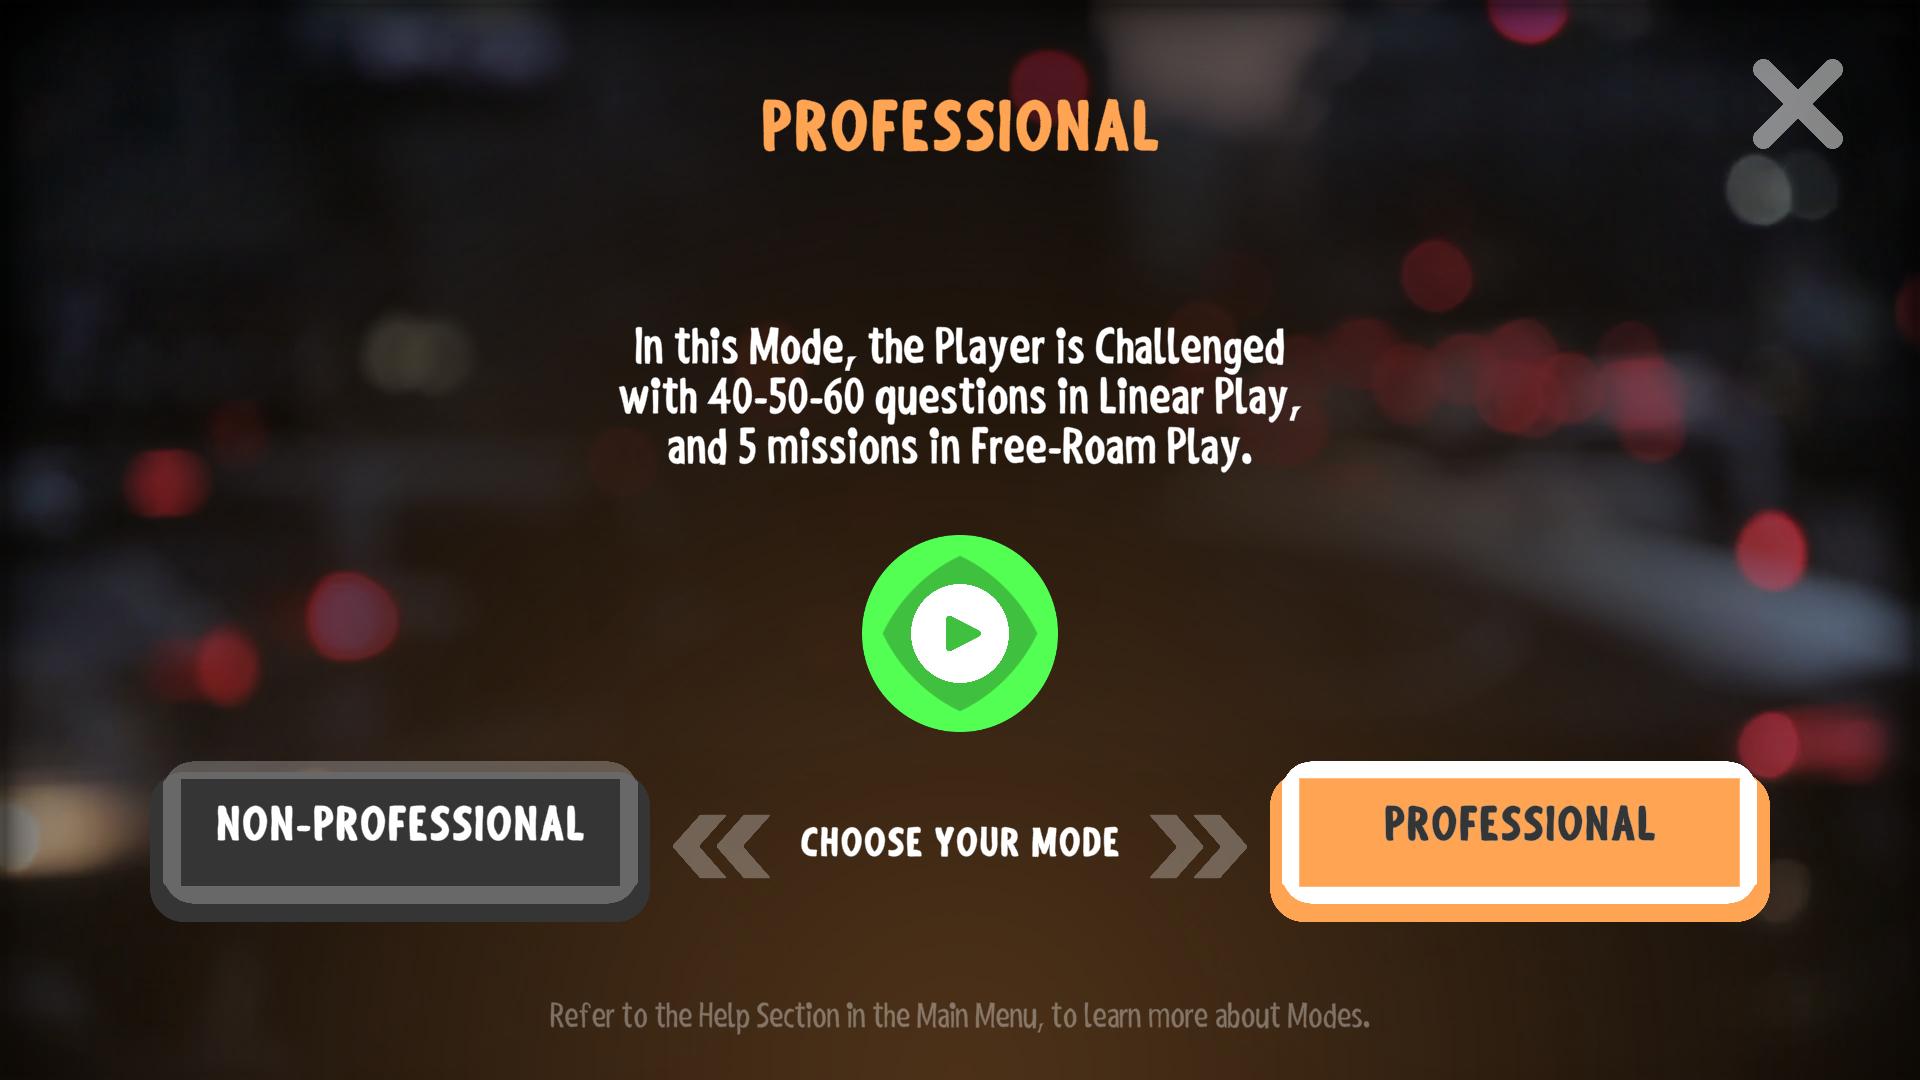 PROFESSIONAL
In this Mode, the Player is Challenged
with 40-50-60 questions in Linear Play,
and 5 missions in Free-Roam Play.
NON-PROFESSIONAL
CHOOSE YOUR MODE
PROFESSIONAL
Refer to the Help Section in the Main Menu, to learn more about Modes.